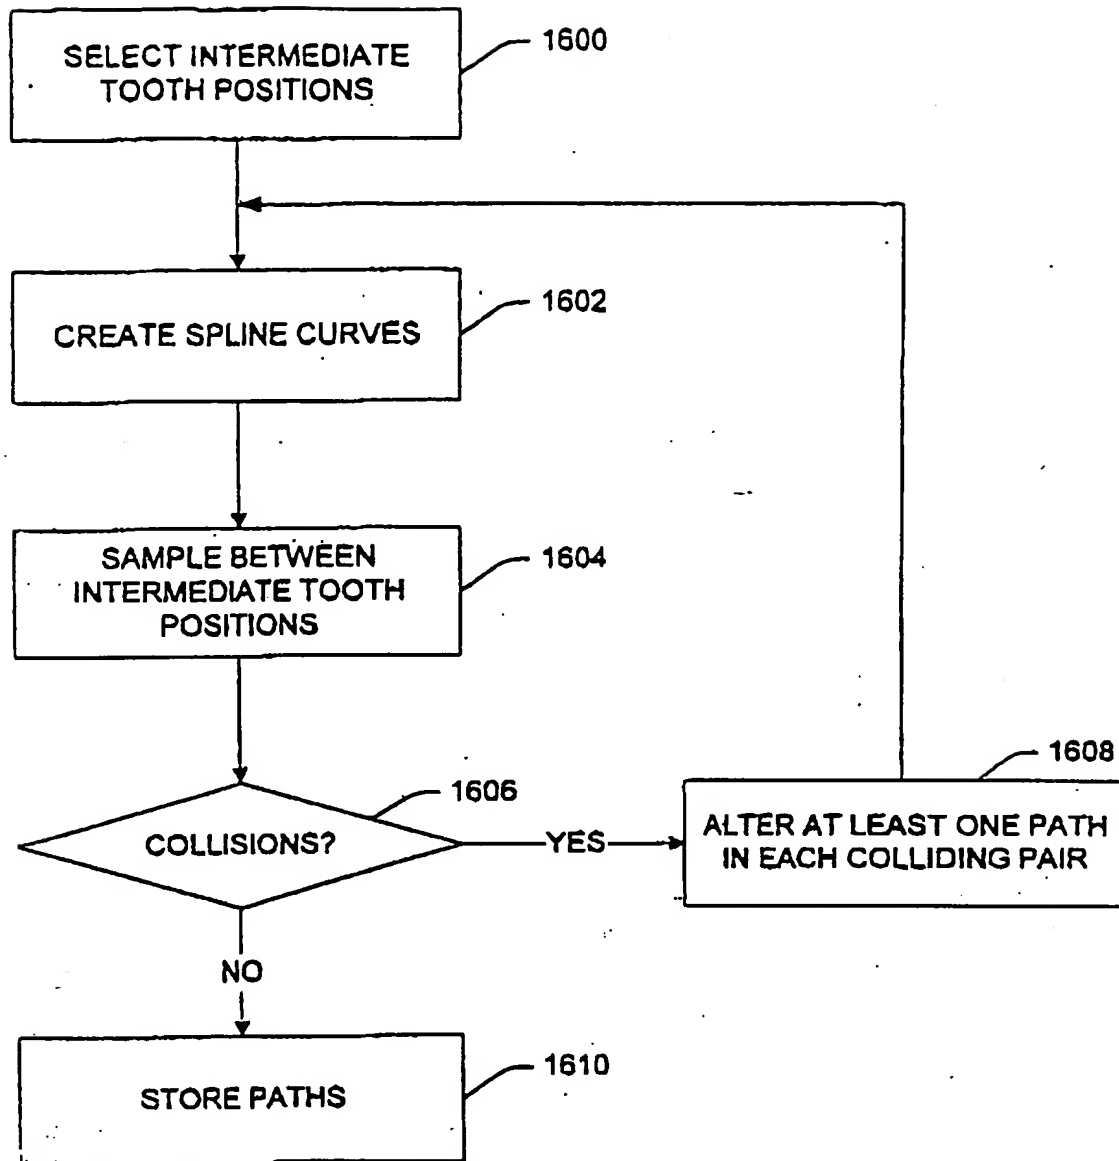 SELECT INTERMEDIATE
TOOTH POSITIONS
1600
CREATE SPLINE CURVES
1602
SAMPLE BETWEEN
INTERMEDIATE TOOTH
POSITIONS
1604
COLLISIONS?
1606
YES
ALTER AT LEAST ONE PATH
IN EACH COLLIDING PAIR
1608
NO
STORE PATHS
1610